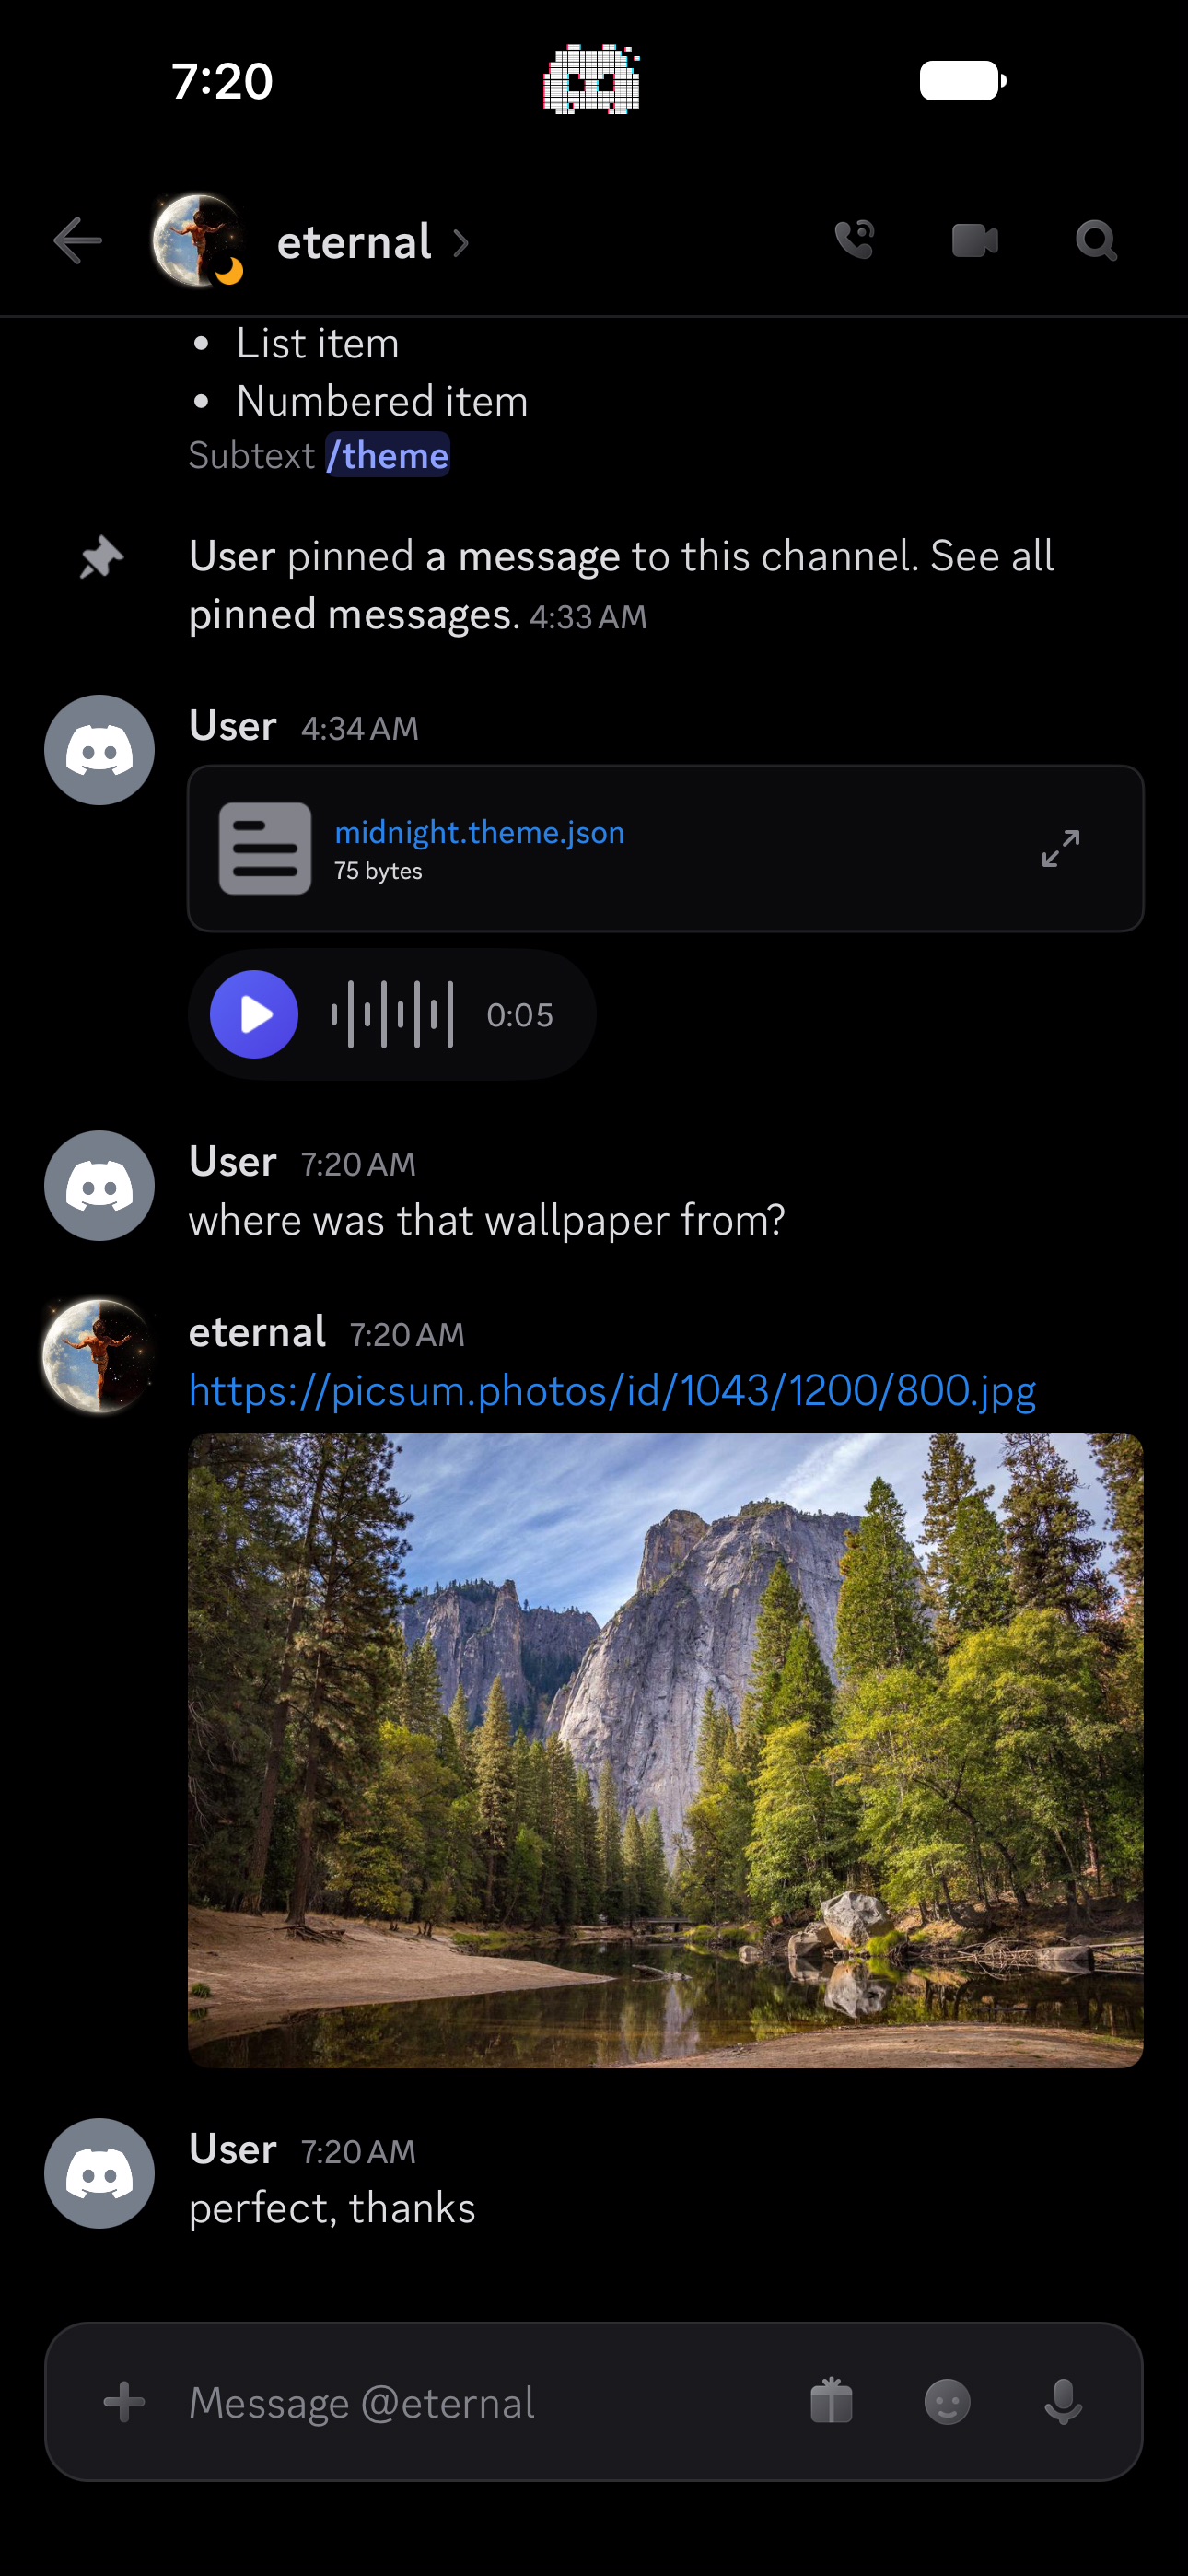 7:20
eternal
List item
Numbered item
Subtext /theme
User pinned a message to this channel. See all
pinned messages. 4:33 AM
User 4:34 AM
midnight.theme.json
75 bytes
0:05
User 7:20 AM
where was that wallpaper from?
eternal 7:20 AM
https://picsum.photos/id/1043/1200/800.jpg
User 7:20 AM
perfect, thanks
Message @eternal